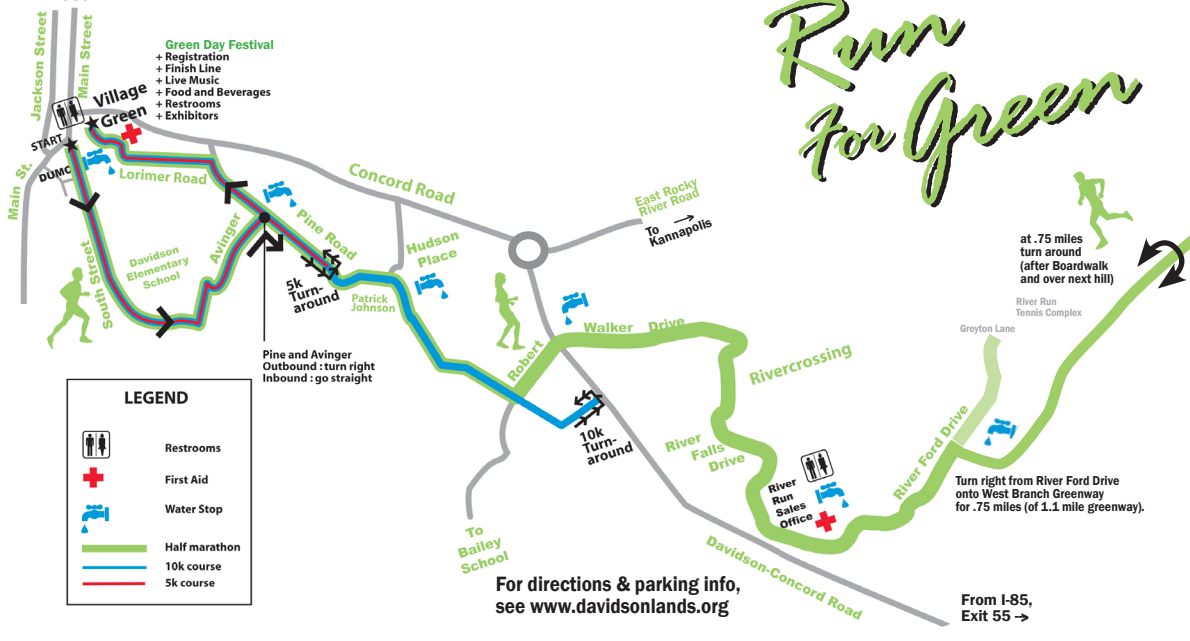 Run
For Green
Jackson Street
Main Street
Green Day Festival
+ Registration
+ Finish Line
+ Live Music
+ Food and Beverages
+ Restrooms
+ Exhibitors
Village
Green
START
DUMC
Main St.
Lorimer Road
Concord Road
East Rocky
River Road
To
Kannapolis
South Street
Davidson
Elementary
School
Avinger
Pine Road
5k
Turn-
around
Patrick
Johnson
Hudson
Place
Pine and Avinger
Outbound : turn right
Inbound : go straight
Robert
Walker Drive
Rivercrossing
10k
Turn-
around
River
Falls
Drive
River
Run
Sales
Office
River Ford Drive
Greyton Lane
River Run
Tennis Complex
at .75 miles
turn around
(after Boardwalk
and over next hill)
Turn right from River Ford Drive
onto West Branch Greenway
for .75 miles (of 1.1 mile greenway).
To
Bailey
School
Davidson-Concord Road
From I-85,
Exit 55 →
For directions & parking info,
see www.davidsonlands.org
LEGEND
Restrooms
First Aid
Water Stop
Half marathon
10k course
5k course